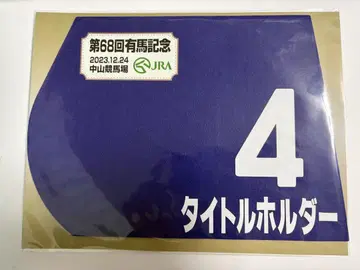 第68回有馬記念
2023.12.24
中山競馬場
JRA
4
タイトルホルダー